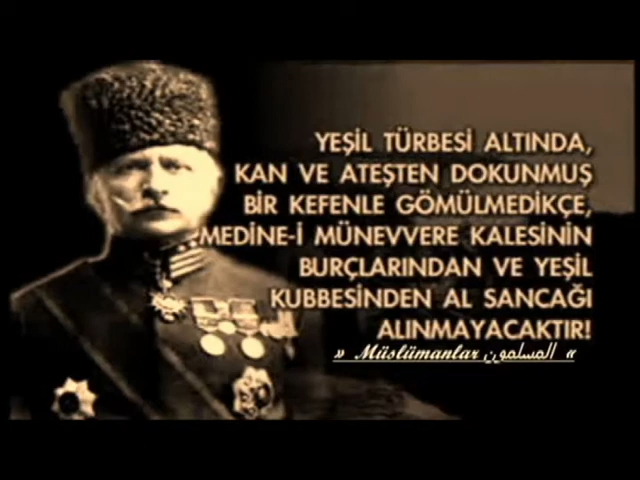 YEŞİL TÜRBESİ ALTINDA,
KAN VE ATEŞTEN DOKUNMUŞ
BİR KEFENLE GÖMÜLMEDİKÇE,
MEDİNE-İ MÜNEVVERE KALESİNİN
BURÇLARINDAN VE YEŞİL
KUBBESİNDEN AL SANCAĞI
ALINMAYACAKTIR!
» Müslümanlar المسلمون «